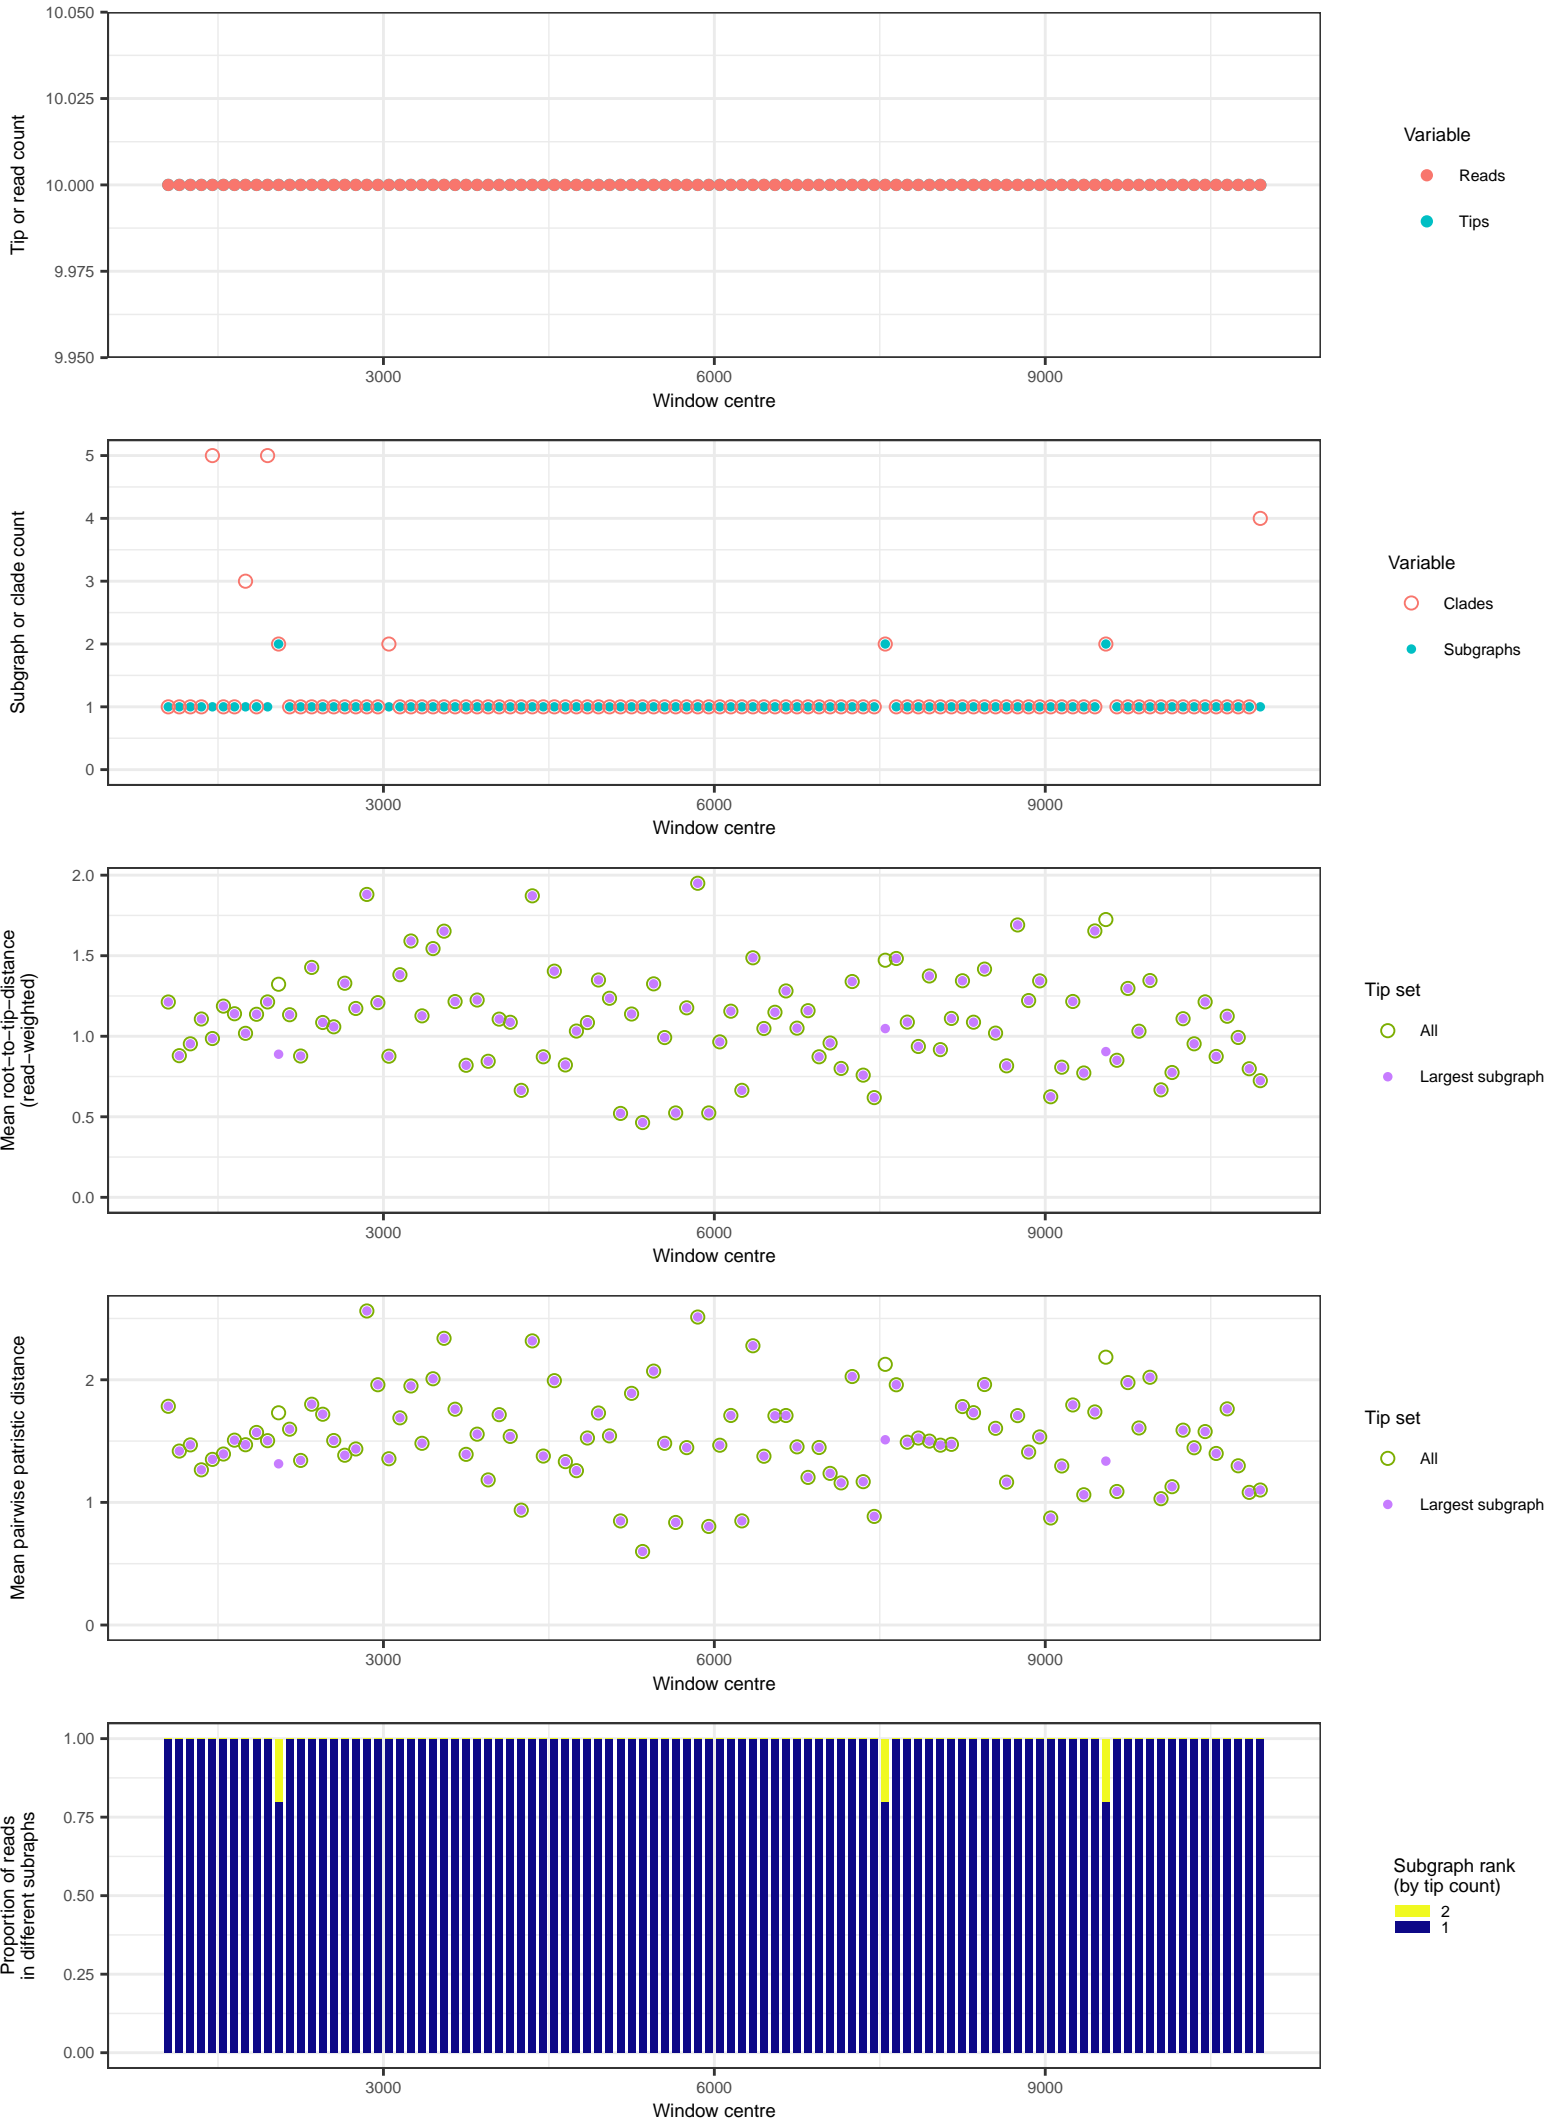 10.050
10.025
10.000
9.975
9.950
Tip or read count
3000 6000 9000
Window centre
Variable
Reads
Tips
5
4
3
2
1
0
Subgraph or clade count
3000 6000 9000
Window centre
Variable
Clades
Subgraphs
2.0
1.5
1.0
0.5
0.0
Mean root−to−tip−distance
(read−weighted)
3000 6000 9000
Window centre
Tip set
All
Largest subgraph
2
1
0
Mean pairwise patristic distance
3000 6000 9000
Window centre
Tip set
All
Largest subgraph
1.00
0.75
0.50
0.25
0.00
Proportion of reads
in different subraphs
3000 6000 9000
Window centre
Subgraph rank
(by tip count)
2
1